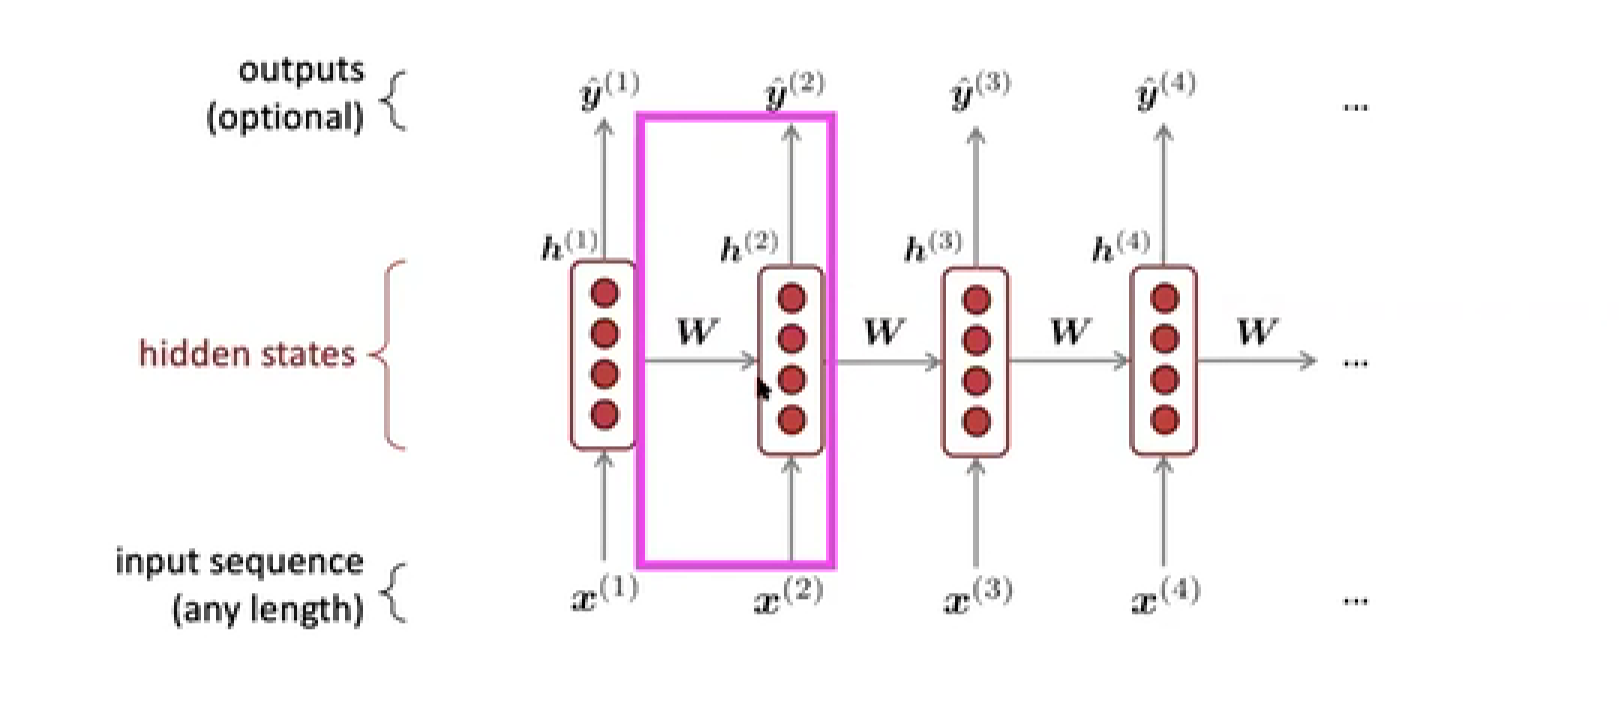 outputs
(optional)
ŷ⁽¹⁾ ŷ⁽²⁾ ŷ⁽³⁾ ŷ⁽⁴⁾ ...
h⁽¹⁾ h⁽²⁾ h⁽³⁾ h⁽⁴⁾
W W W W
hidden states ...
input sequence
(any length)
x⁽¹⁾ x⁽²⁾ x⁽³⁾ x⁽⁴⁾ ...